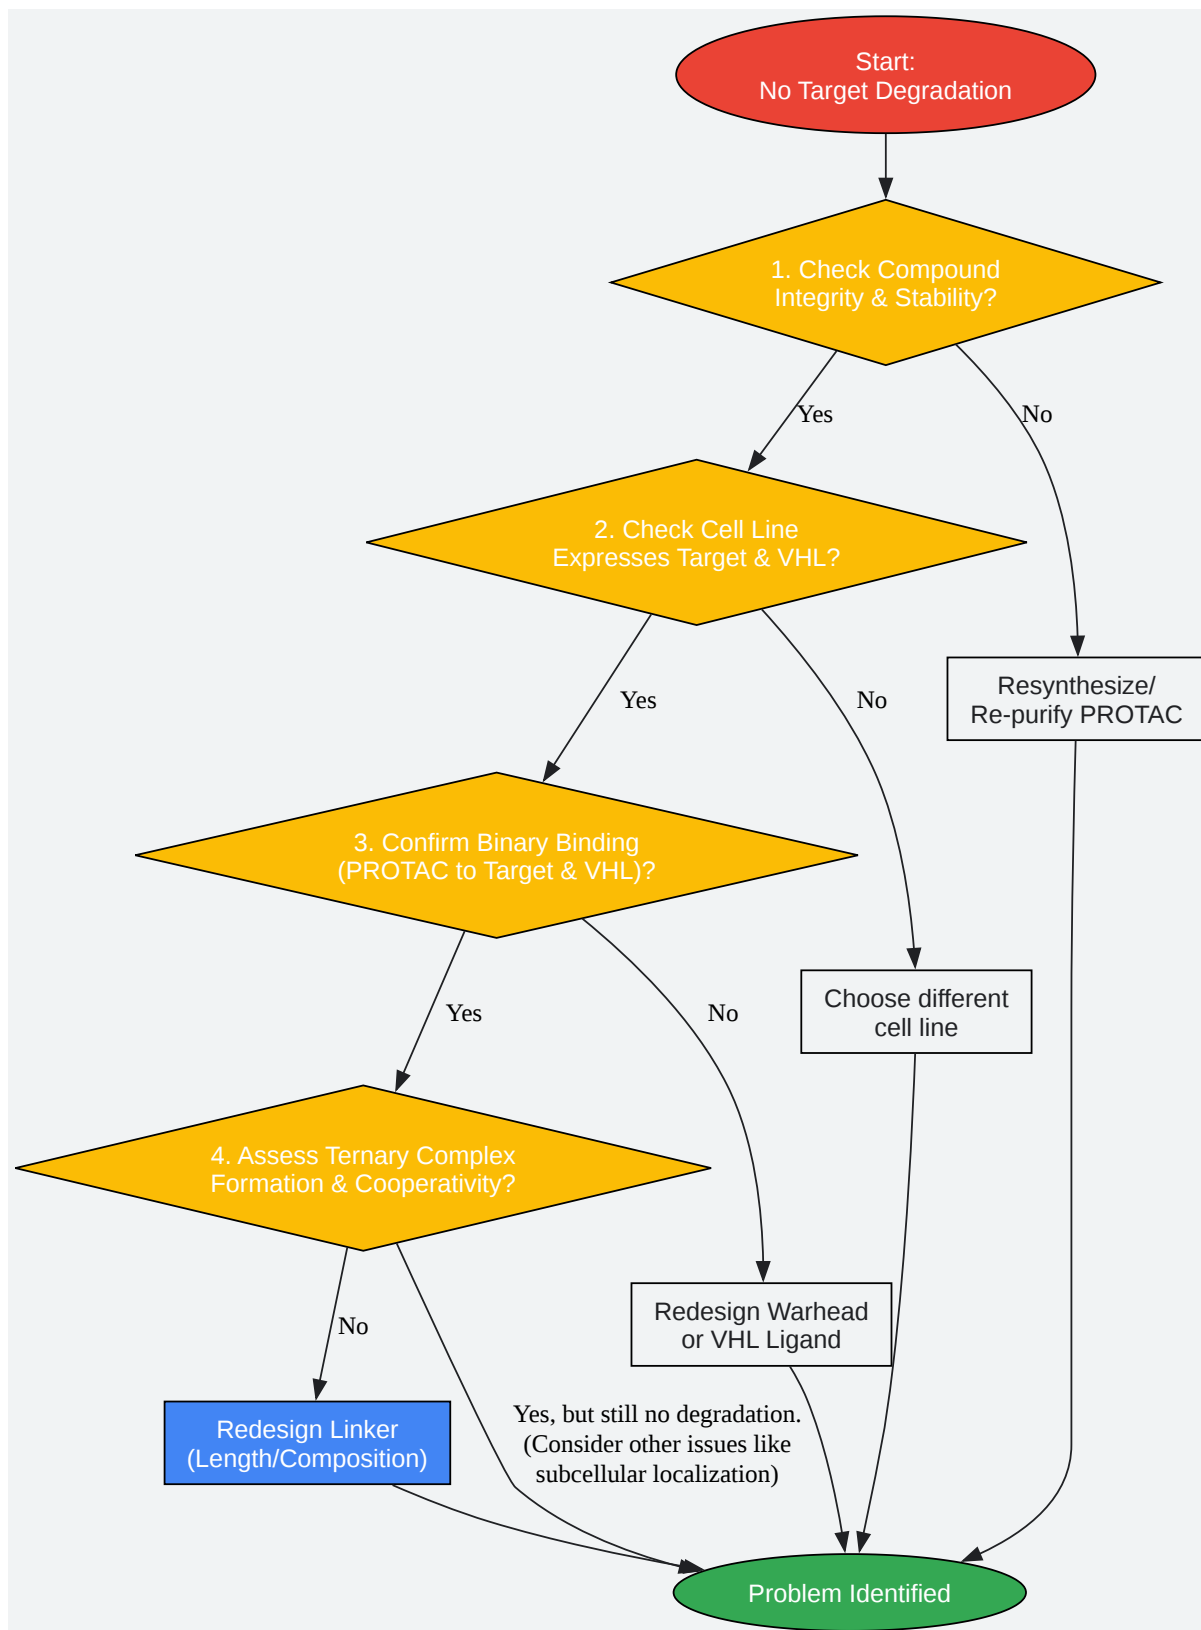 Start:
No Target Degradation
1. Check Compound
Integrity & Stability?
Yes
No
2. Check Cell Line
Expresses Target & VHL?
Yes
No
Resynthesize/
Re-purify PROTAC
3. Confirm Binary Binding
(PROTAC to Target & VHL)?
Yes
No
Choose different
cell line
4. Assess Ternary Complex
Formation & Cooperativity?
No
Redesign Warhead
or VHL Ligand
Yes, but still no degradation.
(Consider other issues like
subcellular localization)
Redesign Linker
(Length/Composition)
Problem Identified